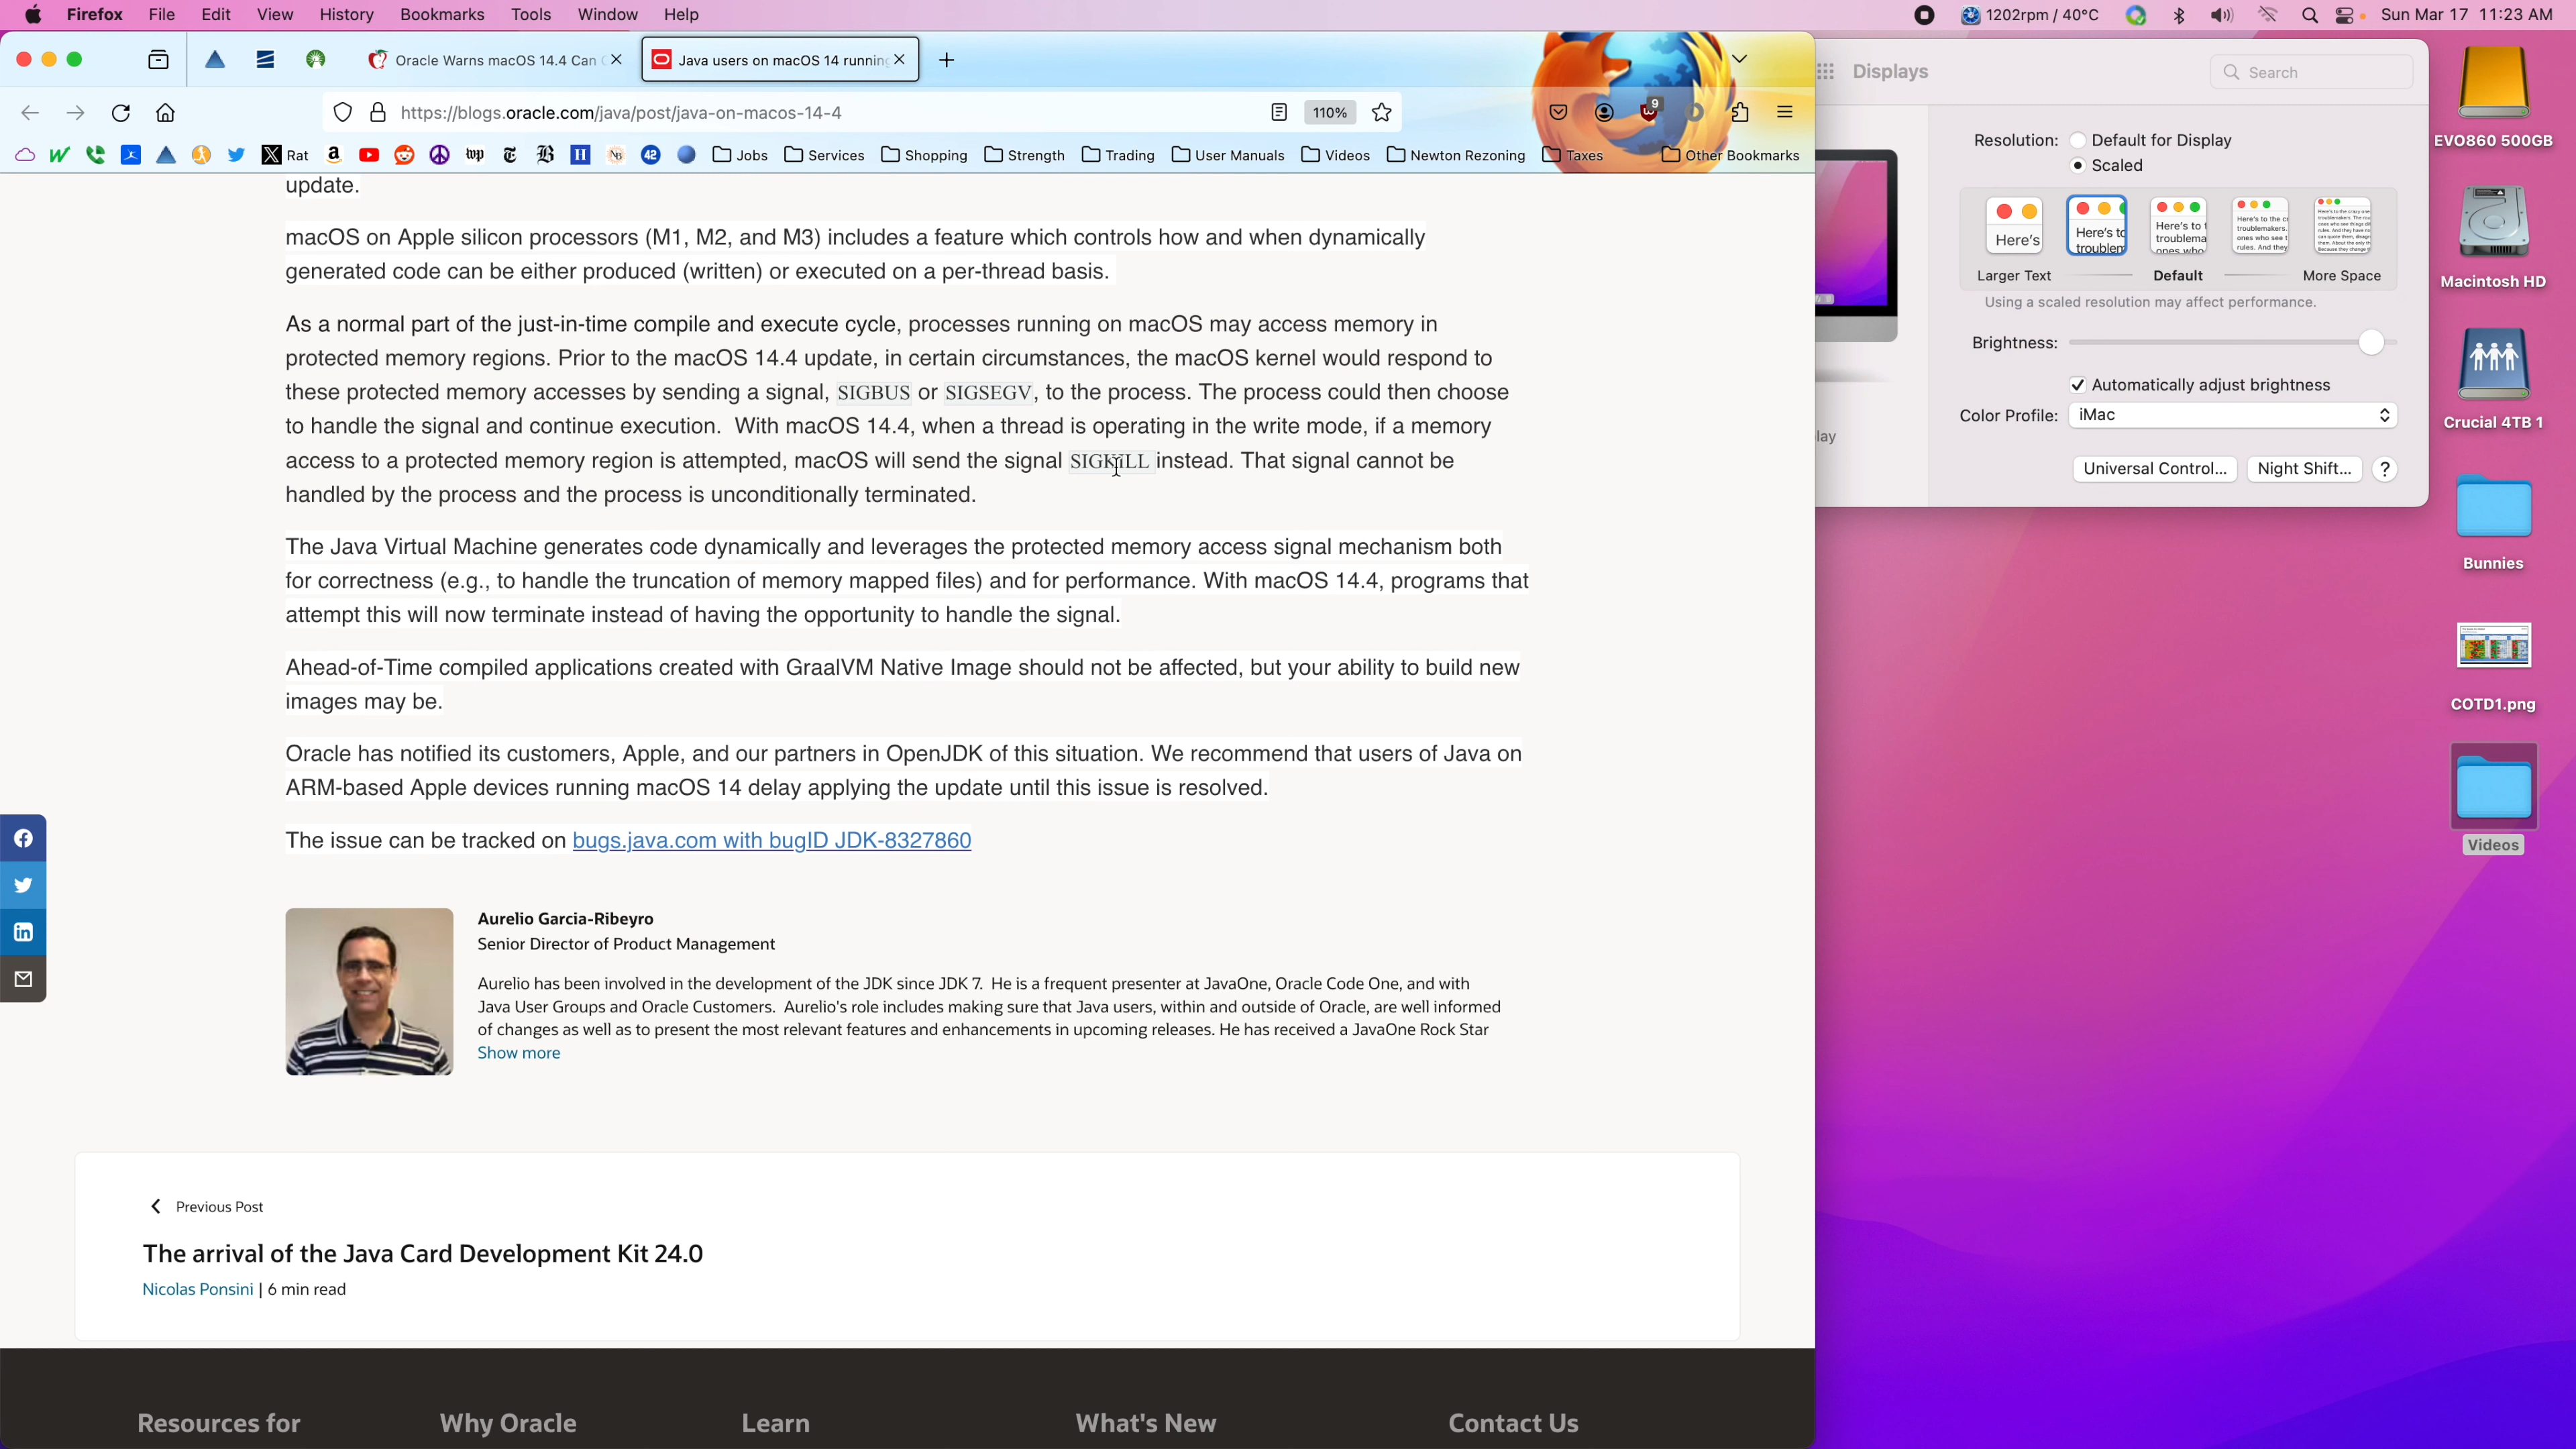 Firefox File Edit View History Bookmarks Tools Window Help
1202rpm / 40°C
Sun Mar 17 11:23 AM
Oracle Warns macOS 14.4 Can
Java users on macOS 14 running
https://blogs.oracle.com/java/post/java-on-macos-14-4
110%
9
Rat
Jobs
Services
Shopping
Strength
Trading
User Manuals
Videos
Newton Rezoning
Taxes
Other Bookmarks
update.
macOS on Apple silicon processors (M1, M2, and M3) includes a feature which controls how and when dynamically
generated code can be either produced (written) or executed on a per-thread basis.
As a normal part of the just-in-time compile and execute cycle, processes running on macOS may access memory in
protected memory regions. Prior to the macOS 14.4 update, in certain circumstances, the macOS kernel would respond to
these protected memory accesses by sending a signal, SIGBUS or SIGSEGV, to the process. The process could then choose
to handle the signal and continue execution. With macOS 14.4, when a thread is operating in the write mode, if a memory
access to a protected memory region is attempted, macOS will send the signal SIGKILL instead. That signal cannot be
handled by the process and the process is unconditionally terminated.
The Java Virtual Machine generates code dynamically and leverages the protected memory access signal mechanism both
for correctness (e.g., to handle the truncation of memory mapped files) and for performance. With macOS 14.4, programs that
attempt this will now terminate instead of having the opportunity to handle the signal.
Ahead-of-Time compiled applications created with GraalVM Native Image should not be affected, but your ability to build new
images may be.
Oracle has notified its customers, Apple, and our partners in OpenJDK of this situation. We recommend that users of Java on
ARM-based Apple devices running macOS 14 delay applying the update until this issue is resolved.
The issue can be tracked on bugs.java.com with bugID JDK-8327860
Aurelio Garcia-Ribeyro
Senior Director of Product Management
Aurelio has been involved in the development of the JDK since JDK 7. He is a frequent presenter at JavaOne, Oracle Code One, and with
Java User Groups and Oracle Customers. Aurelio's role includes making sure that Java users, within and outside of Oracle, are well informed
of changes as well as to present the most relevant features and enhancements in upcoming releases. He has received a JavaOne Rock Star
Show more
Previous Post
The arrival of the Java Card Development Kit 24.0
Nicolas Ponsini | 6 min read
Resources for
Why Oracle
Learn
What's New
Contact Us
Displays
Search
Resolution: Default for Display
Scaled
Here's
Here's to
troublem
Here's to
troublema
ones who
Larger Text
Default
More Space
Using a scaled resolution may affect performance.
Brightness:
Automatically adjust brightness
Color Profile: iMac
lay
Universal Control...
Night Shift...
?
EVO860 500GB
Macintosh HD
Crucial 4TB 1
Bunnies
COTD1.png
Videos